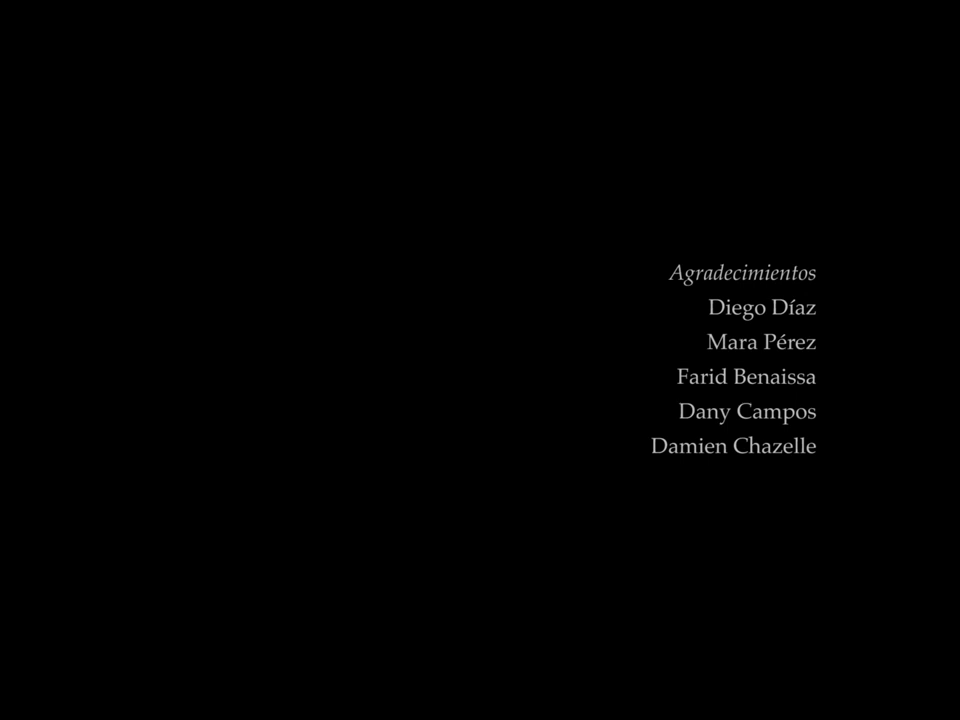 Agradecimientos
Diego Díaz
Mara Pérez
Farid Benaissa
Dany Campos
Damien Chazelle